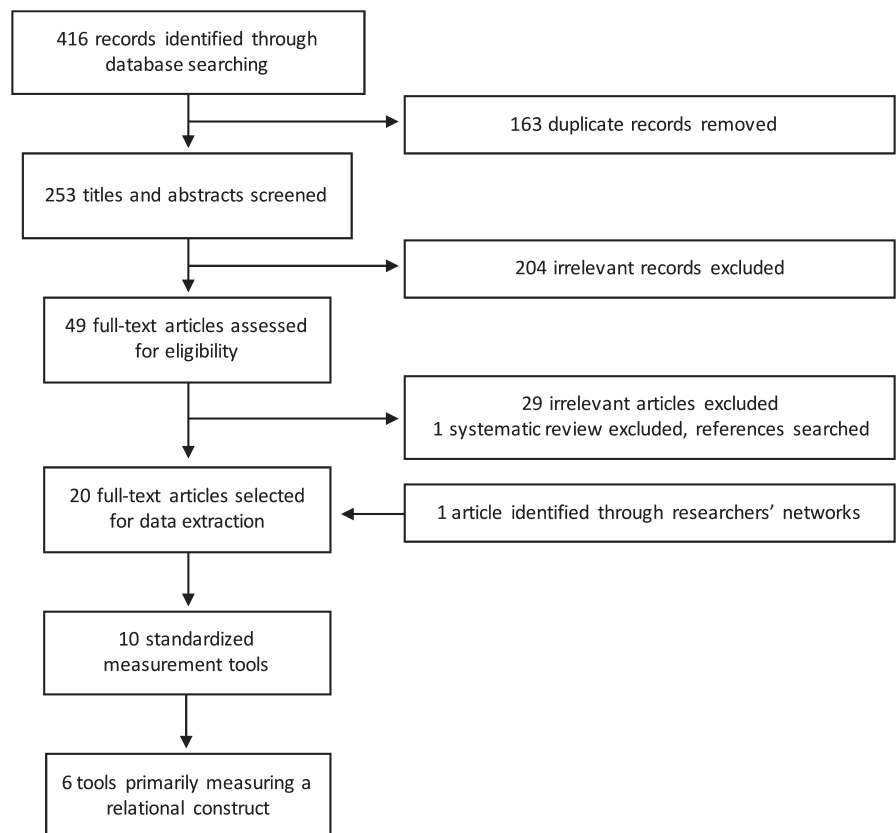 416 records identified through
database searching
163 duplicate records removed
253 titles and abstracts screened
204 irrelevant records excluded
49 full-text articles assessed
for eligibility
29 irrelevant articles excluded
1 systematic review excluded, references searched
20 full-text articles selected
for data extraction
1 article identified through researchers’ networks
10 standardized
measurement tools
6 tools primarily measuring a
relational construct